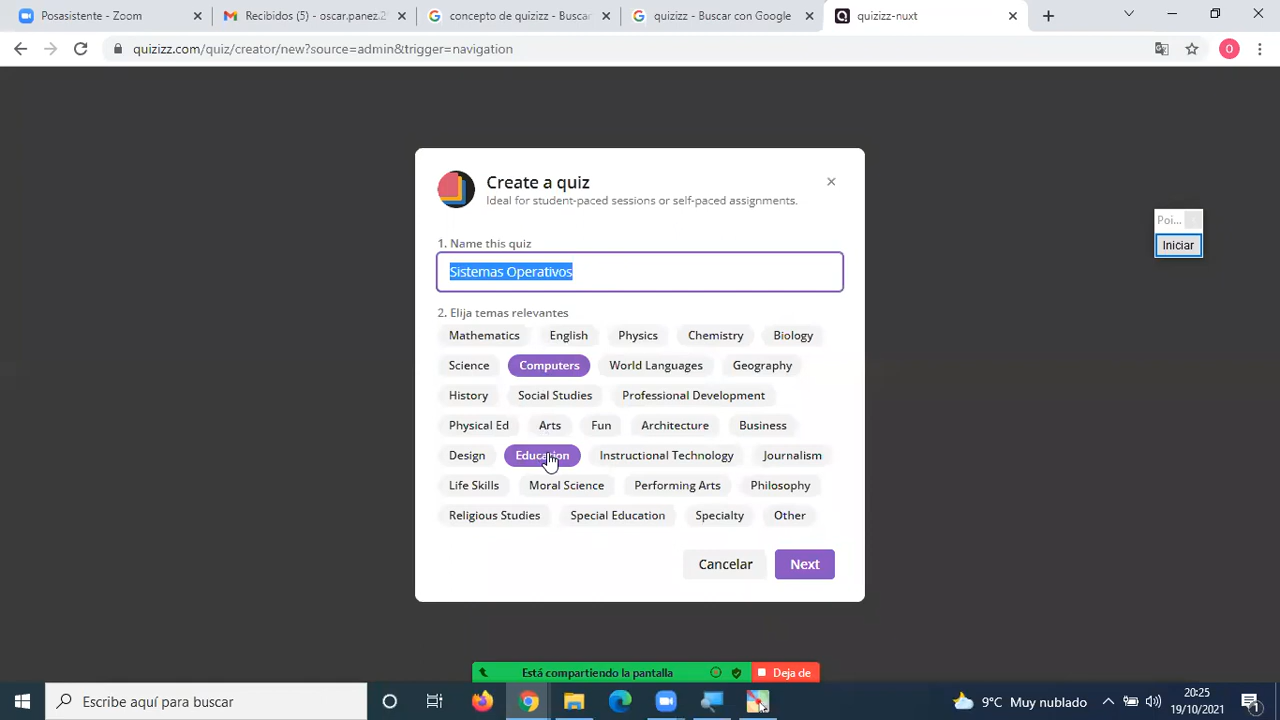 Posasistente - Zoom
Recibidos (5) - oscar.panez.2
concepto de quizizz - Buscar
quizizz - Buscar con Google
quizizz-nuxt
quizizz.com/quiz/creator/new?source=admin&trigger=navigation
O
Create a quiz
Ideal for student-paced sessions or self-paced assignments.
Poi...
Iniciar
1. Name this quiz
Sistemas Operativos
2. Elija temas relevantes
Mathematics English Physics Chemistry Biology
Science Computers World Languages Geography
History Social Studies Professional Development
Physical Ed Arts Fun Architecture Business
Design Education Instructional Technology Journalism
Life Skills Moral Science Performing Arts Philosophy
Religious Studies Special Education Specialty Other
Cancelar Next
Está compartiendo la pantalla Deja de
Escribe aquí para buscar
9°C Muy nublado
20:25
19/10/2021
1